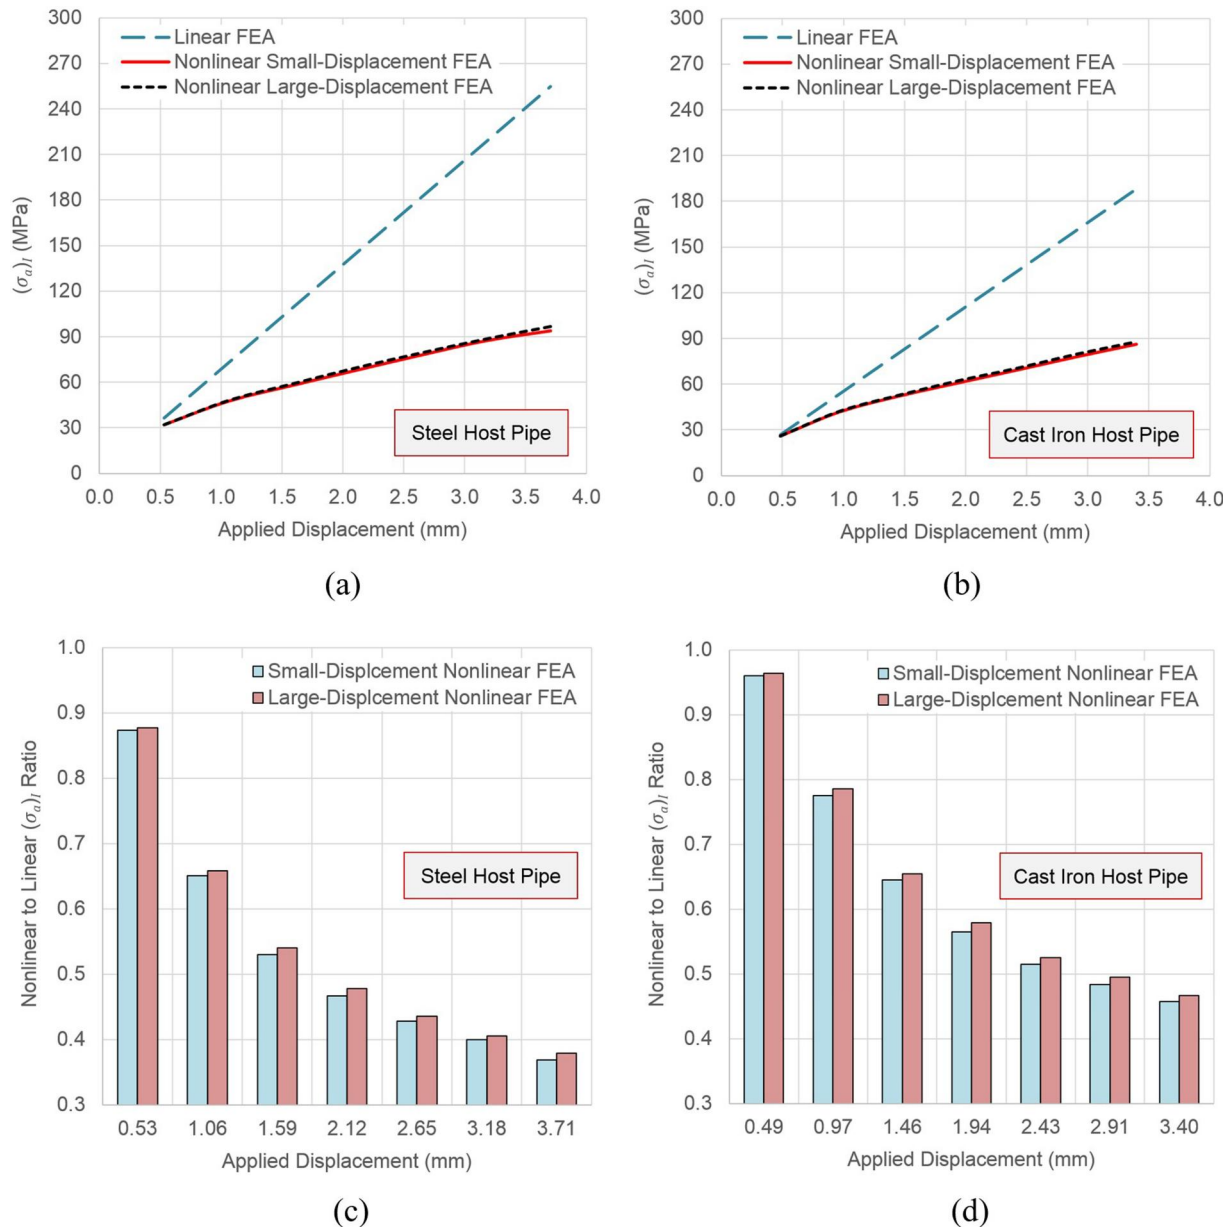 300
270
240
210
180
150
120
90
60
30
0
(σₐ)ₗ (MPa)
Linear FEA
Nonlinear Small-Displacement FEA
Nonlinear Large-Displacement FEA
Steel Host Pipe
0.0 0.5 1.0 1.5 2.0 2.5 3.0 3.5 4.0
Applied Displacement (mm)
(a)
300
270
240
210
180
150
120
90
60
30
0
(σₐ)ₗ (MPa)
Linear FEA
Nonlinear Small-Displacement FEA
Nonlinear Large-Displacement FEA
Cast Iron Host Pipe
0.0 0.5 1.0 1.5 2.0 2.5 3.0 3.5 4.0
Applied Displacement (mm)
(b)
1.0
0.9
0.8
0.7
0.6
0.5
0.4
0.3
Nonlinear to Linear (σₐ)ₗ Ratio
Small-Displcement Nonlinear FEA
Large-Displcement Nonlinear FEA
Steel Host Pipe
0.53 1.06 1.59 2.12 2.65 3.18 3.71
Applied Displacement (mm)
(c)
1.0
0.9
0.8
0.7
0.6
0.5
0.4
0.3
Nonlinear to Linear (σₐ)ₗ Ratio
Small-Displcement Nonlinear FEA
Large-Displcement Nonlinear FEA
Cast Iron Host Pipe
0.49 0.97 1.46 1.94 2.43 2.91 3.40
Applied Displacement (mm)
(d)